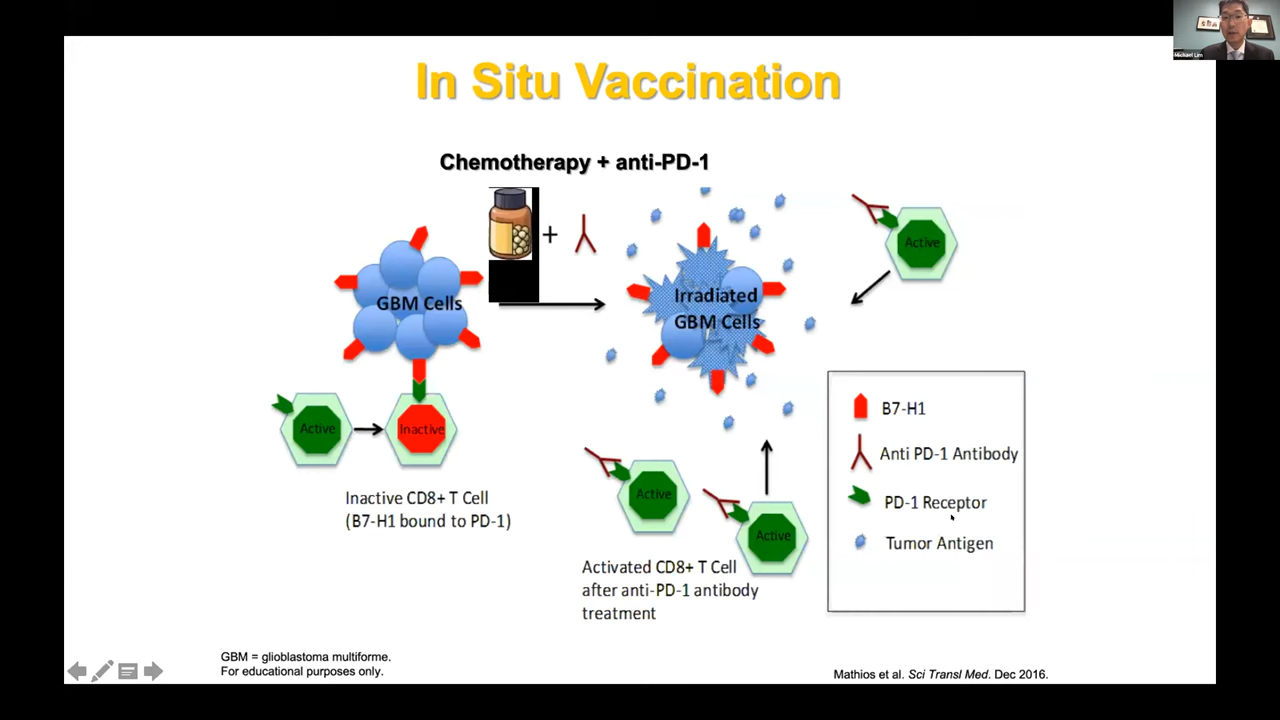 Michael Lim
In Situ Vaccination
Chemotherapy + anti-PD-1
+
GBM Cells
Irradiated
GBM Cells
Active
Active
Inactive
Inactive CD8+ T Cell
(B7-H1 bound to PD-1)
Active
Active
Activated CD8+ T Cell
after anti-PD-1 antibody
treatment
B7-H1
Anti PD-1 Antibody
PD-1 Receptor
Tumor Antigen
GBM = glioblastoma multiforme.
For educational purposes only.
Mathios et al. Sci Transl Med. Dec 2016.